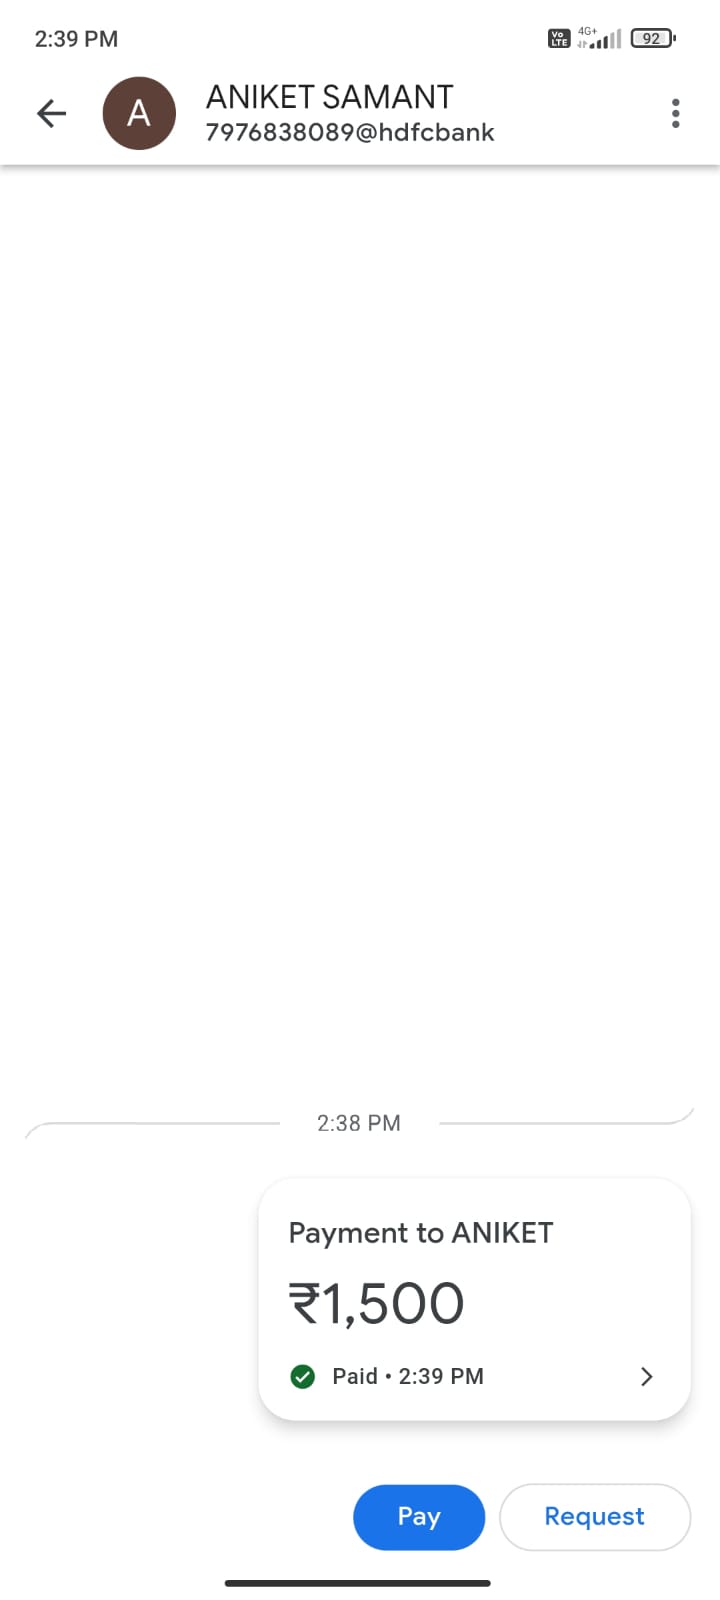 2:39 PM
Vo LTE 4G+ 92
A
ANIKET SAMANT
7976838089@hdfcbank
2:38 PM
Payment to ANIKET
₹1,500
Paid • 2:39 PM
Pay
Request